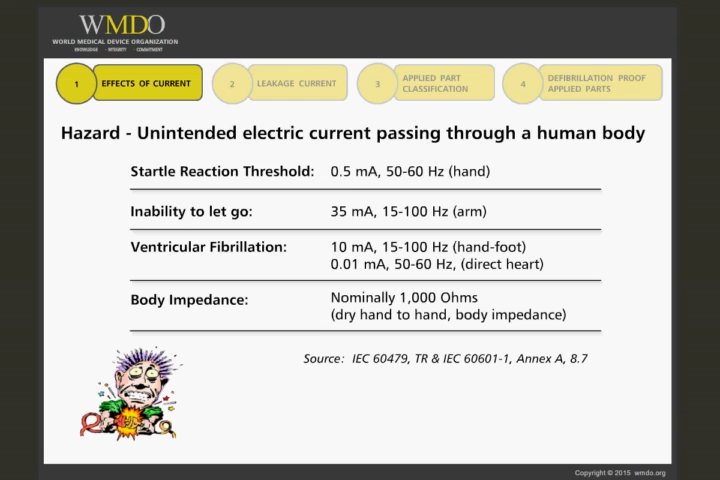 WMDO
WORLD MEDICAL DEVICE ORGANIZATION
KNOWLEDGE INTEGRITY COMMITMENT
1 EFFECTS OF CURRENT
2 LEAKAGE CURRENT
3 APPLIED PART
CLASSIFICATION
4 DEFIBRILLATION PROOF
APPLIED PARTS
Hazard - Unintended electric current passing through a human body
Startle Reaction Threshold: 0.5 mA, 50-60 Hz (hand)
Inability to let go: 35 mA, 15-100 Hz (arm)
Ventricular Fibrillation: 10 mA, 15-100 Hz (hand-foot)
0.01 mA, 50-60 Hz, (direct heart)
Body Impedance: Nominally 1,000 Ohms
(dry hand to hand, body impedance)
Source: IEC 60479, TR & IEC 60601-1, Annex A, 8.7
Copyright © 2015 wmdo.org